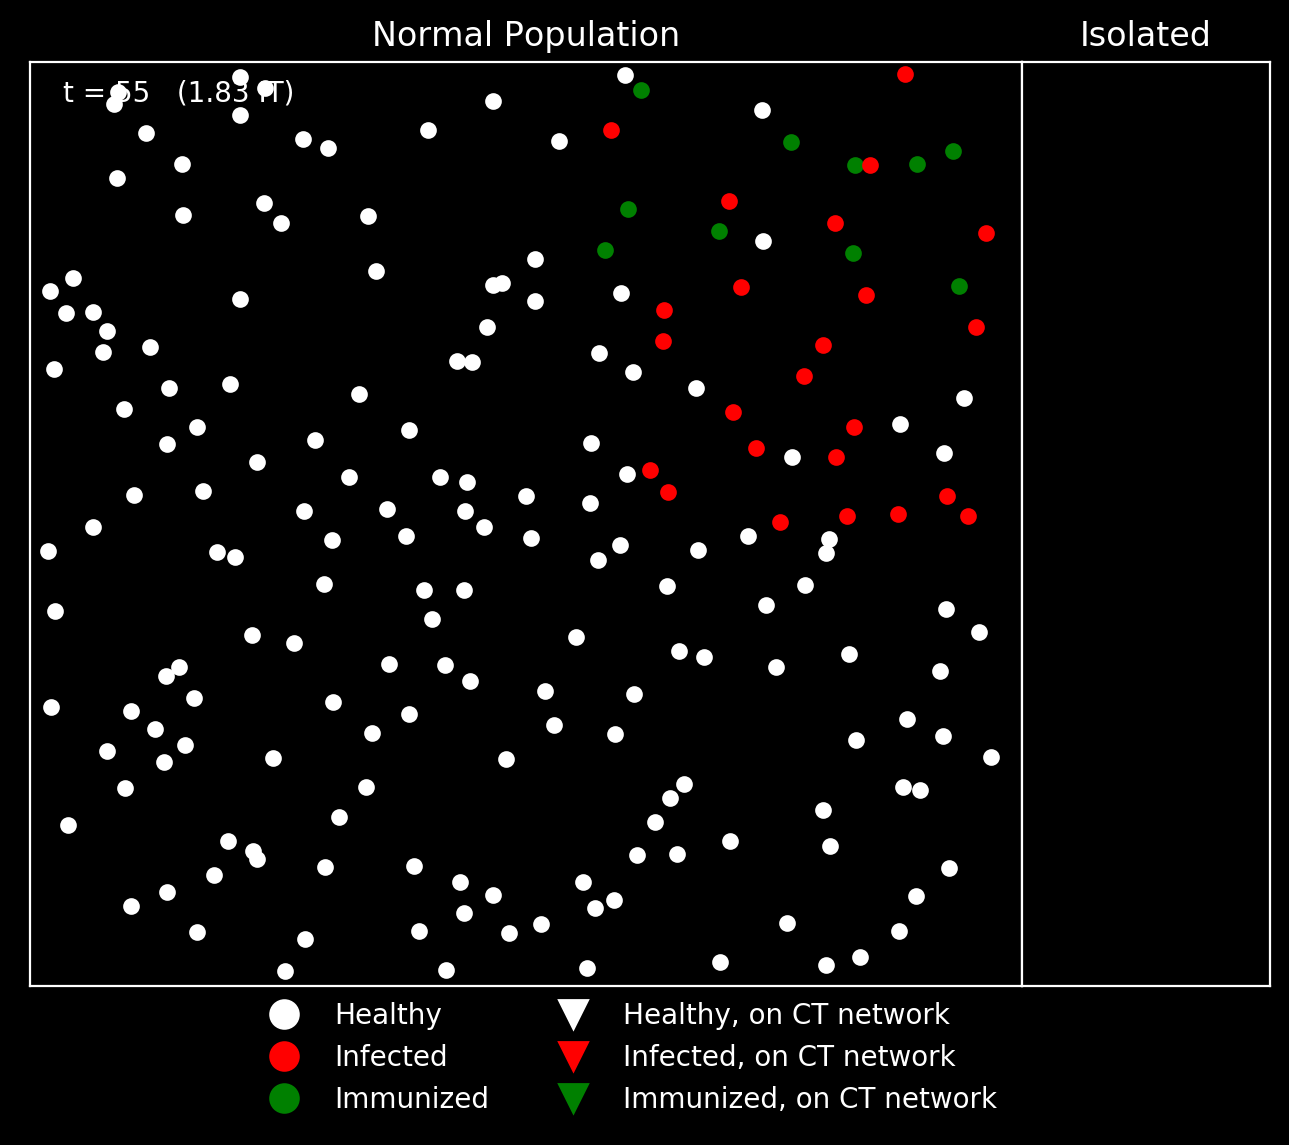 Normal Population
Isolated
t = 55   (1.83 IT)
Healthy
Infected
Immunized
Healthy, on CT network
Infected, on CT network
Immunized, on CT network